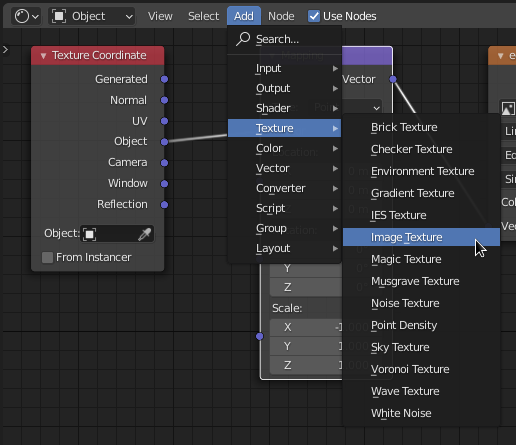 Object View Select Add Node Use Nodes
Texture Coordinate
Generated
Normal
UV
Object
Camera
Window
Reflection
Object:
From Instancer
Search...
Input
Output
Shader
Texture
Color
Vector
Converter
Script
Group
Layout
Vector
Y
Z
Scale:
X
Y
Z
Brick Texture
Checker Texture
Environment Texture
Gradient Texture
IES Texture
Image Texture
Magic Texture
Musgrave Texture
Noise Texture
Point Density
Sky Texture
Voronoi Texture
Wave Texture
White Noise